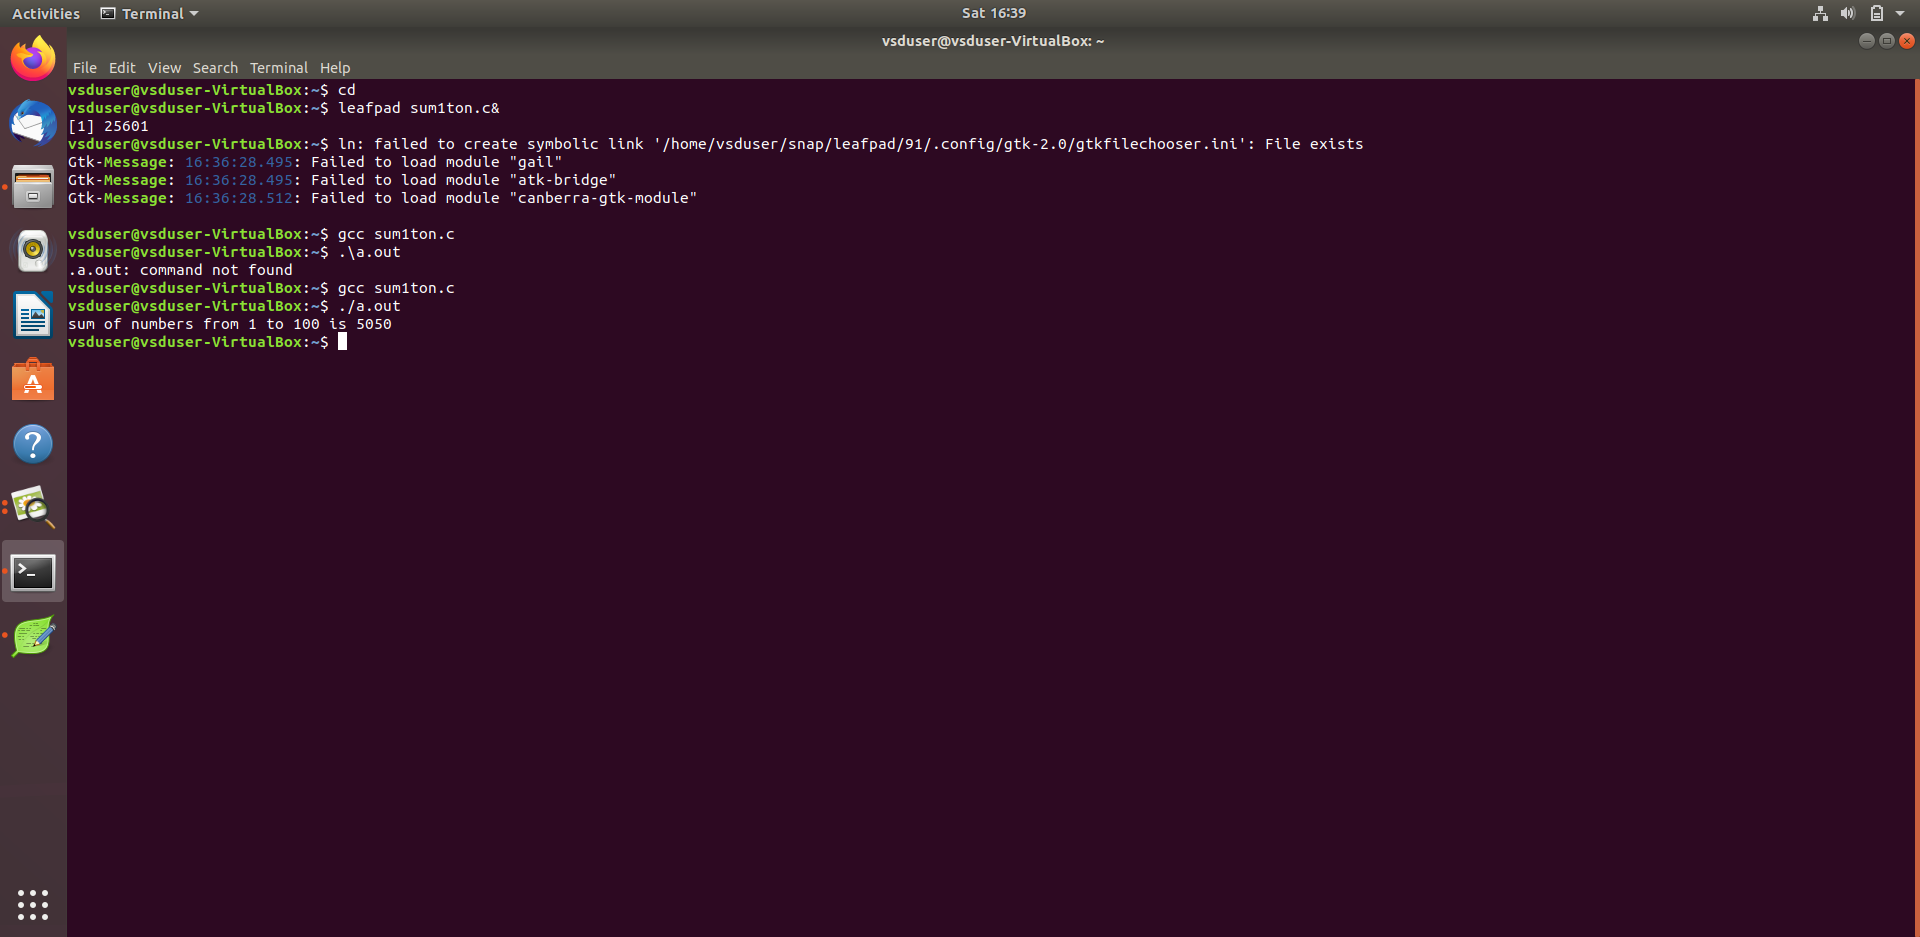 Activities Terminal Sat 16:39
vsduser@vsduser-VirtualBox: ~
File Edit View Search Terminal Help
vsduser@vsduser-VirtualBox:~$ cd
vsduser@vsduser-VirtualBox:~$ leafpad sum1ton.c&
[1] 25601
vsduser@vsduser-VirtualBox:~$ ln: failed to create symbolic link '/home/vsduser/snap/leafpad/91/.config/gtk-2.0/gtkfilechooser.ini': File exists
Gtk-Message: 16:36:28.495: Failed to load module "gail"
Gtk-Message: 16:36:28.495: Failed to load module "atk-bridge"
Gtk-Message: 16:36:28.512: Failed to load module "canberra-gtk-module"
vsduser@vsduser-VirtualBox:~$ gcc sum1ton.c
vsduser@vsduser-VirtualBox:~$ .\a.out
.a.out: command not found
vsduser@vsduser-VirtualBox:~$ gcc sum1ton.c
vsduser@vsduser-VirtualBox:~$ ./a.out
sum of numbers from 1 to 100 is 5050
vsduser@vsduser-VirtualBox:~$